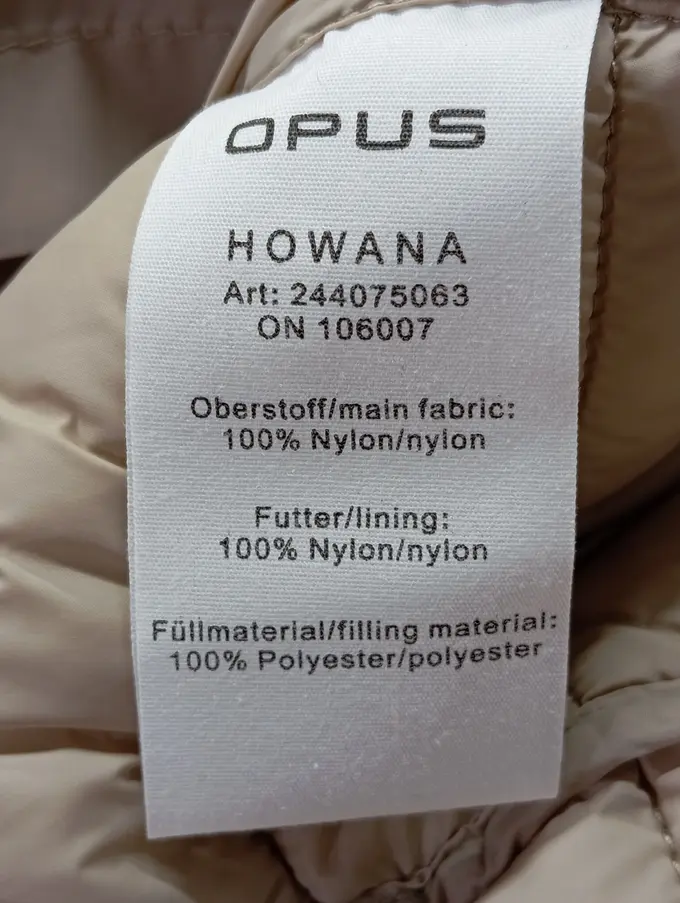 OPUS
HOWANA
Art: 244075063
ON 106007
Oberstoff/main fabric:
100% Nylon/nylon
Futter/lining:
100% Nylon/nylon
Füllmaterial/filling material:
100% Polyester/polyester